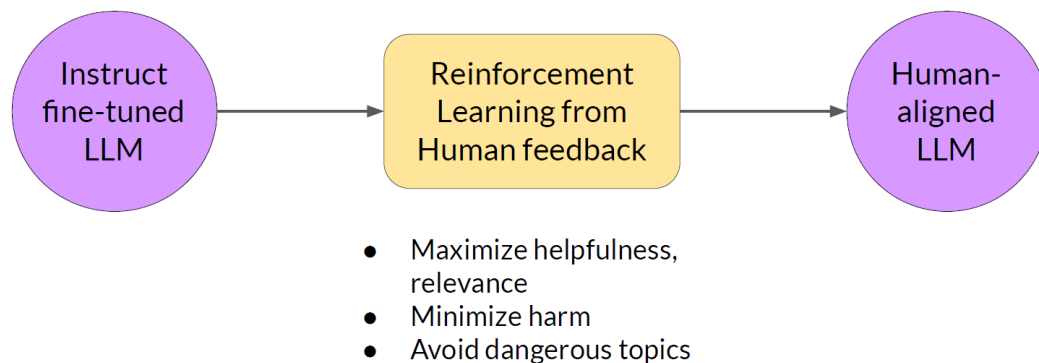 Instruct
fine-tuned
LLM
Reinforcement
Learning from
Human feedback
Human-
aligned
LLM
● Maximize helpfulness,
relevance
● Minimize harm
● Avoid dangerous topics